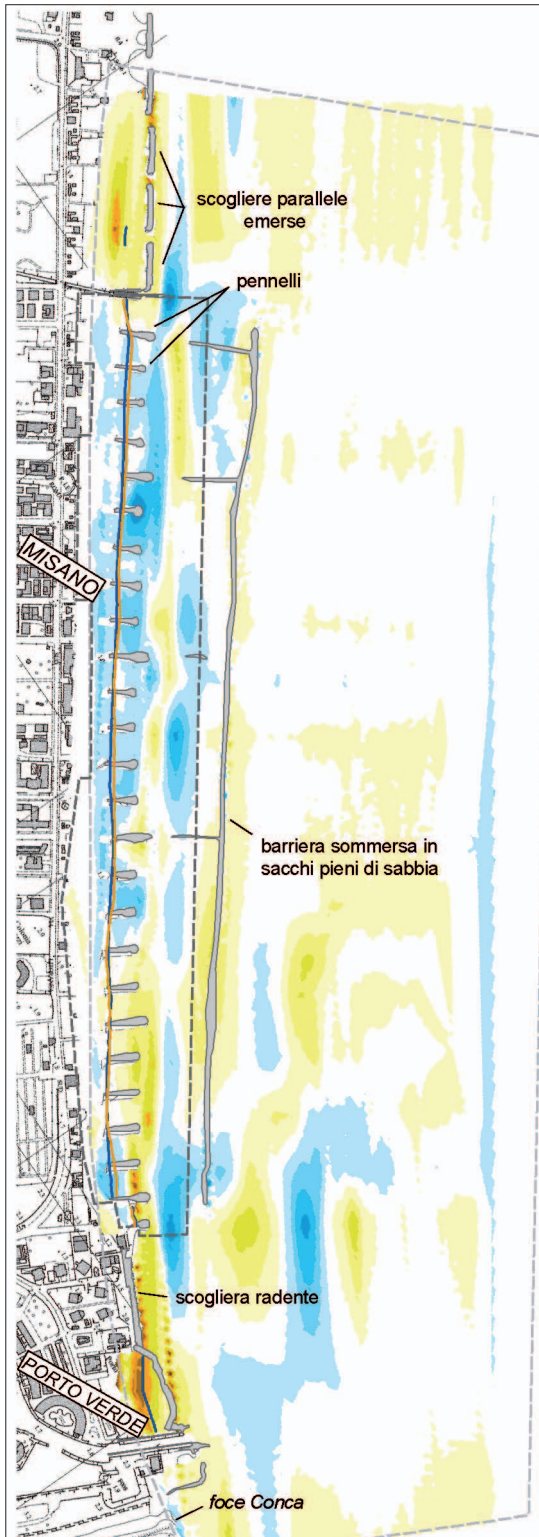 scogliere parallele
emerse
pennelli
MISANO
barriera sommersa in
sacchi pieni di sabbia
scogliera radente
PORTO VERDE
foce Conca